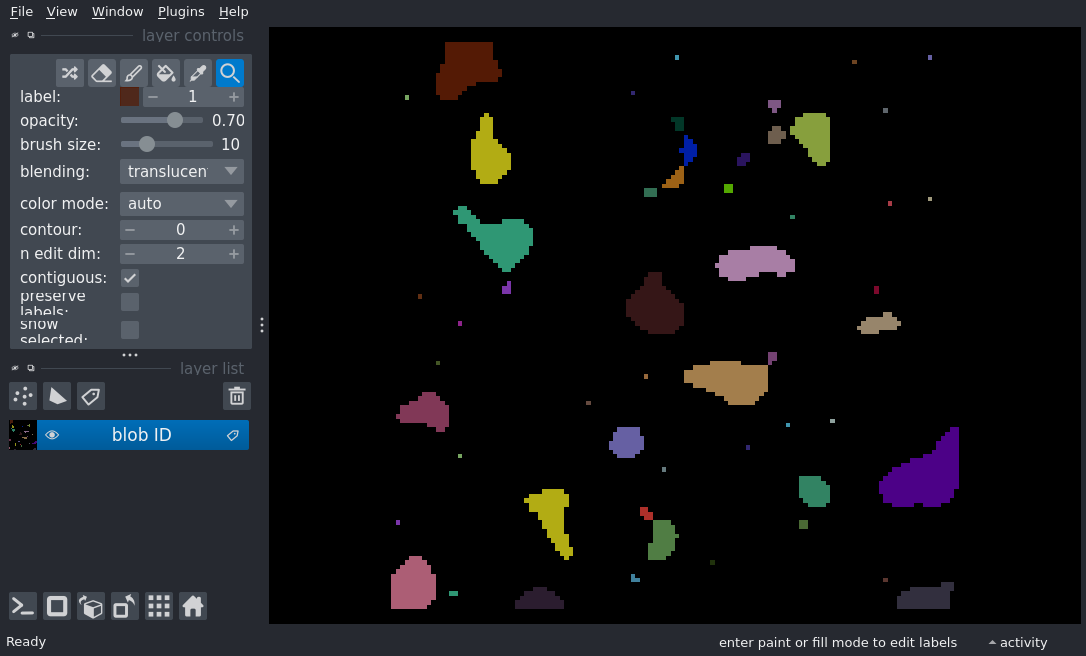 File View Window Plugins Help
layer controls
label: 1
opacity: 0.70
brush size: 10
blending: translucen
color mode: auto
contour: 0
n edit dim: 2
contiguous:
preserve
labels:
show
selected:
layer list
blob ID
Ready
enter paint or fill mode to edit labels
activity